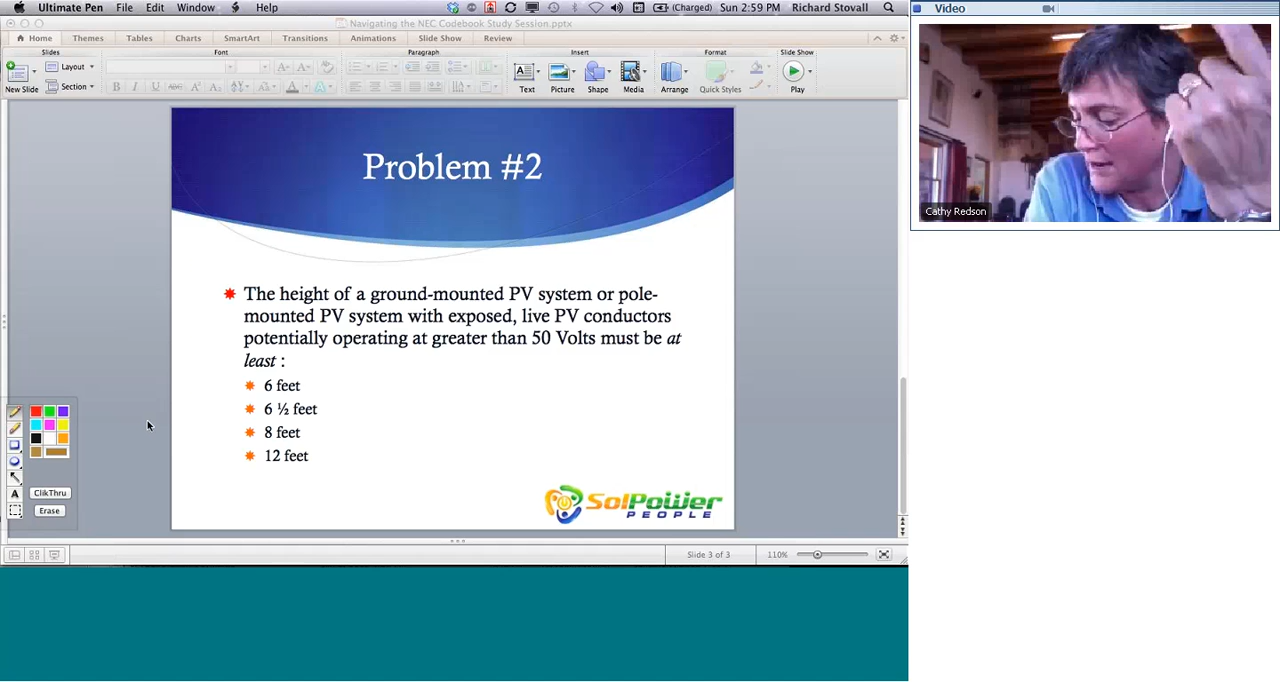 Ultimate Pen File Edit Window Help (Charged) Sun 2:59 PM Richard Stovall
Navigating the NEC Codebook Study Session.pptx
Home Themes Tables Charts SmartArt Transitions Animations Slide Show Review
Slides Font Paragraph Insert Format Slide Show
New Slide Layout Section
B I U ABC A A
Text Picture Shape Media Arrange Quick Styles Play
Problem #2
The height of a ground-mounted PV system or pole-
mounted PV system with exposed, live PV conductors
potentially operating at greater than 50 Volts must be at
least :
6 feet
6 ½ feet
8 feet
12 feet
SolPower
PEOPLE
A
ClikThru
Erase
Slide 3 of 3 110%
Video
Cathy Redson